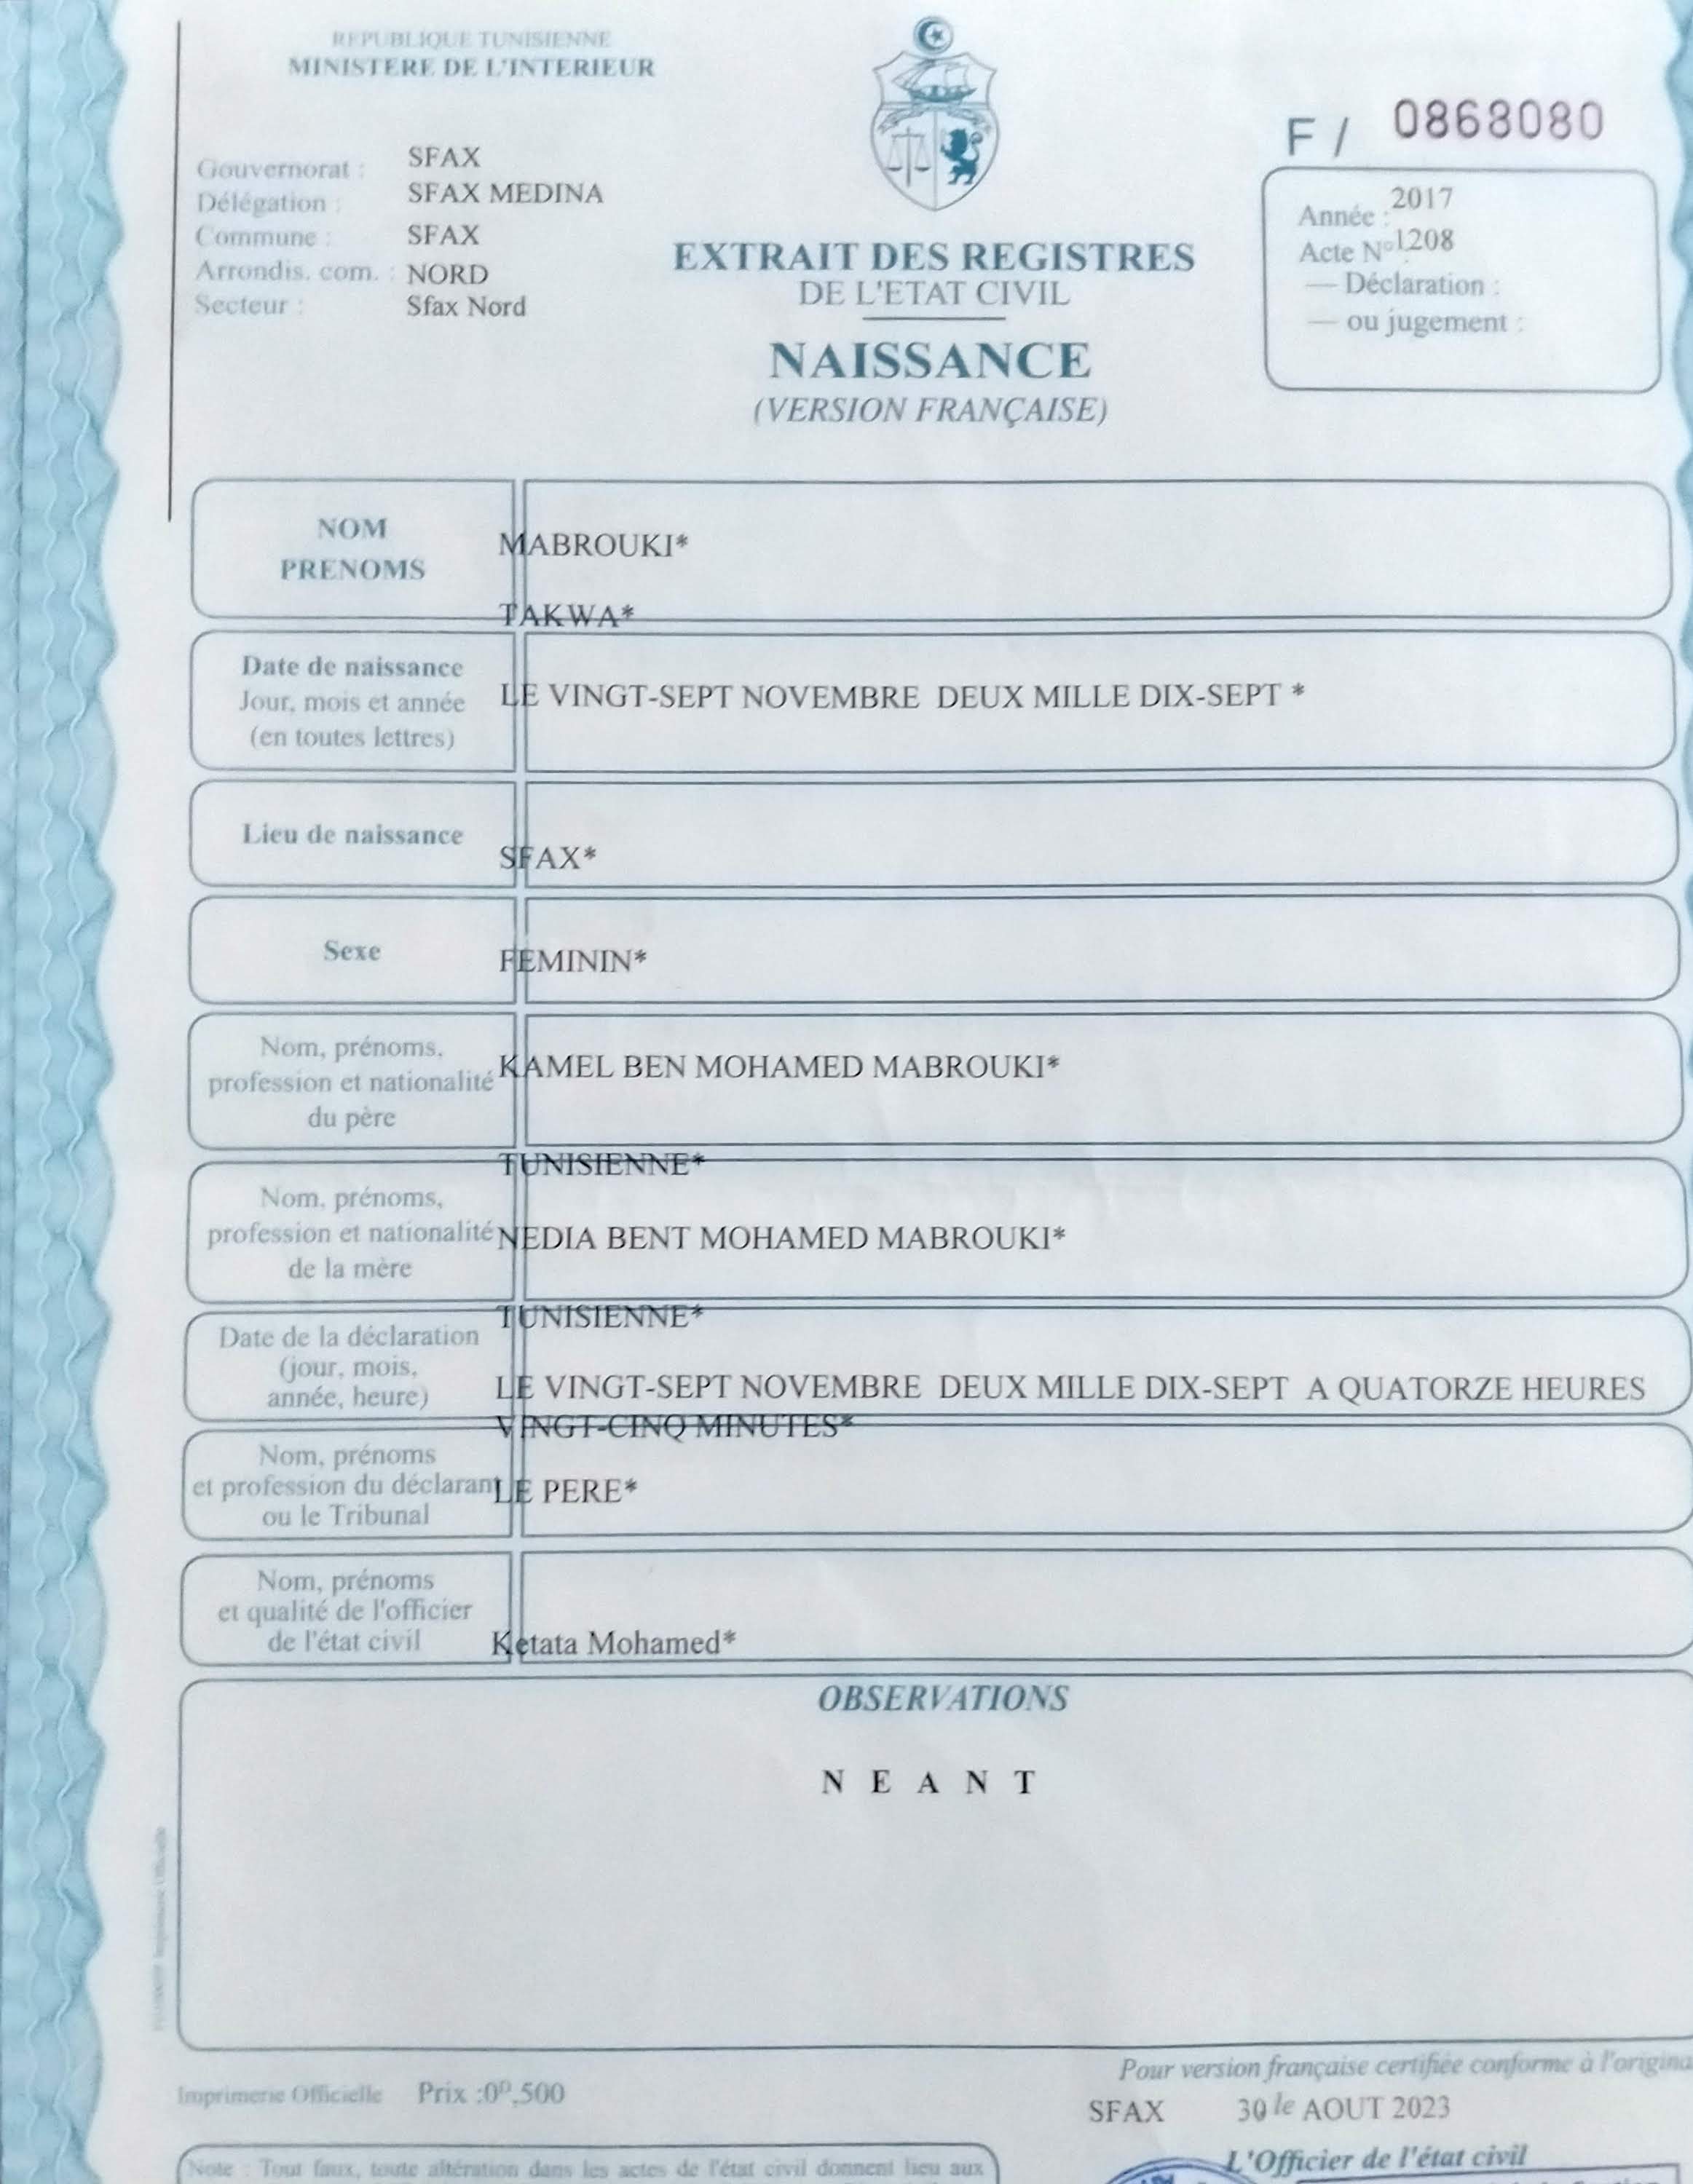 REPUBLIQUE TUNISIENNE
MINISTERE DE L'INTERIEUR
Gouvernorat : SFAX
Délégation : SFAX MEDINA
Commune : SFAX
Arrondis. com. : NORD
Secteur : Sfax Nord
F / 0868080
Année : 2017
Acte N° 1208
— Déclaration :
— ou jugement :
EXTRAIT DES REGISTRES
DE L'ETAT CIVIL
NAISSANCE
(VERSION FRANÇAISE)
NOM
PRENOMS
MABROUKI*
TAKWA*
Date de naissance
Jour, mois et année
(en toutes lettres)
LE VINGT-SEPT NOVEMBRE DEUX MILLE DIX-SEPT *
Lieu de naissance
SFAX*
Sexe
FEMININ*
Nom, prénoms,
profession et nationalité
du père
KAMEL BEN MOHAMED MABROUKI*
TUNISIENNE*
Nom, prénoms,
profession et nationalité
de la mère
NEDIA BENT MOHAMED MABROUKI*
TUNISIENNE*
Date de la déclaration
(jour, mois,
année, heure)
LE VINGT-SEPT NOVEMBRE DEUX MILLE DIX-SEPT A QUATORZE HEURES
VINGT-CINQ MINUTES*
Nom, prénoms
et profession du déclarant
ou le Tribunal
LE PERE*
Nom, prénoms
et qualité de l'officier
de l'état civil
Ketata Mohamed*
OBSERVATIONS
N E A N T
Pour version française certifiée conforme à l'origina
Imprimerie Officielle Prix :0ᴰ,500
SFAX 30 le AOUT 2023
L'Officier de l'état civil
Note : Tout faux, toute altération dans les actes de l'état civil donnent lieu aux